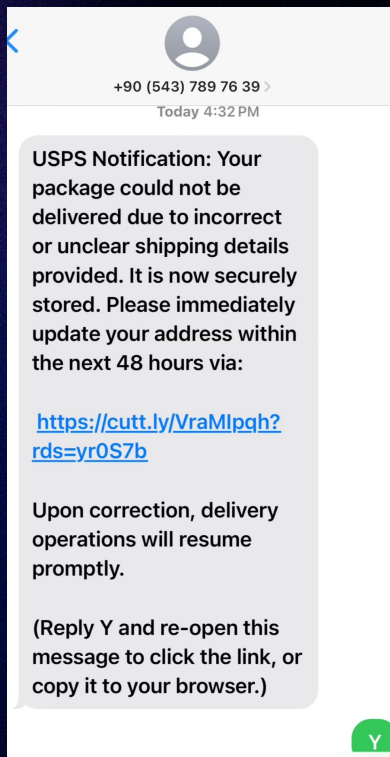 +90 (543) 789 76 39 >
Today 4:32 PM
USPS Notification: Your
package could not be
delivered due to incorrect
or unclear shipping details
provided. It is now securely
stored. Please immediately
update your address within
the next 48 hours via:
https://cutt.ly/VraMIpqh?
rds=yr0S7b
Upon correction, delivery
operations will resume
promptly.
(Reply Y and re-open this
message to click the link, or
copy it to your browser.)
Y